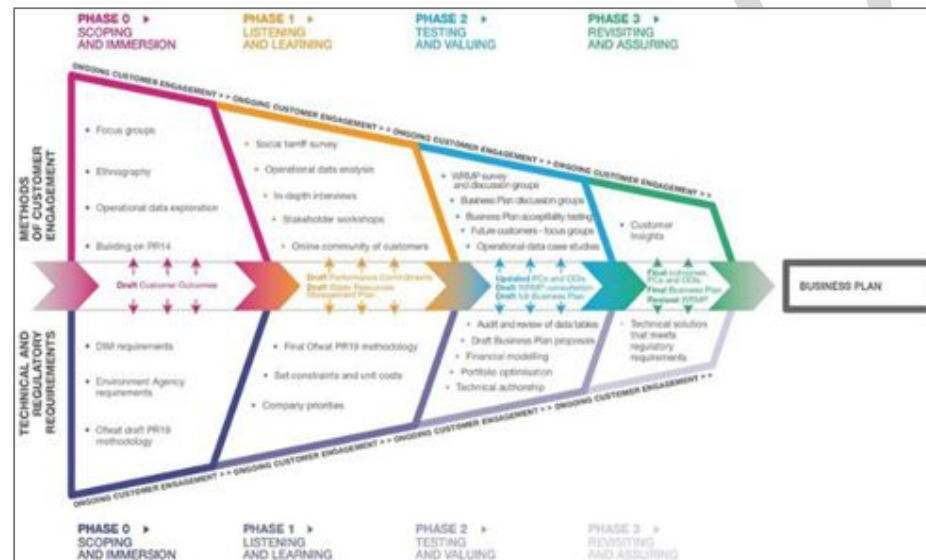 PHASE 0
SCOPING
AND IMMERSION
PHASE 1
LISTENING
AND LEARNING
PHASE 2
TESTING
AND VALUING
PHASE 3
REVISITING
AND ASSURING
ONGOING CUSTOMER ENGAGEMENT > > ONGOING CUSTOMER ENGAGEMENT > > ONGOING CUSTOMER ENGAGEMENT > > ONGOING CUSTOMER ENGAGEMENT > >
METHODS
OF CUSTOMER
ENGAGEMENT
• Focus groups
• Ethnography
• Operational data exploration
• Building on PR14
• Social tariff survey
• Operational data analysis
• In-depth interviews
• Stakeholder workshops
• Online community of customers
• WRMP survey
and discussion groups
• Business Plan discussion groups
• Business Plan acceptibility testing
• Future customers - focus groups
• Operational data case studies
• Customer
Insights
Draft Customer Outcomes
Draft Performance Commitments
Draft Water Resources
Management Plan
Updated PCs and ODIs
Draft WRMP consultation
Draft full Business Plan
Final outcomes,
PCs and ODIs
Final Business Plan
Revised WRMP
BUSINESS PLAN
TECHNICAL AND
REGULATORY
REQUIREMENTS
• DWI requirements
• Environment Agency
requirements
• Ofwat draft PR19
methodology
• Final Ofwat PR19 methodology
• Set constraints and unit costs
• Company priorities
• Audit and review of data tables
• Draft Business Plan proposals
• Financial modelling
• Portfolio optimisation
• Technical authorship
• Technical solution
that meets
regulatory
requirements
ONGOING CUSTOMER ENGAGEMENT > > ONGOING CUSTOMER ENGAGEMENT > > ONGOING CUSTOMER ENGAGEMENT > > ONGOING CUSTOMER ENGAGEMENT > >
PHASE 0
SCOPING
AND IMMERSION
PHASE 1
LISTENING
AND LEARNING
PHASE 2
TESTING
AND VALUING
PHASE 3
REVISITING
AND ASSURING